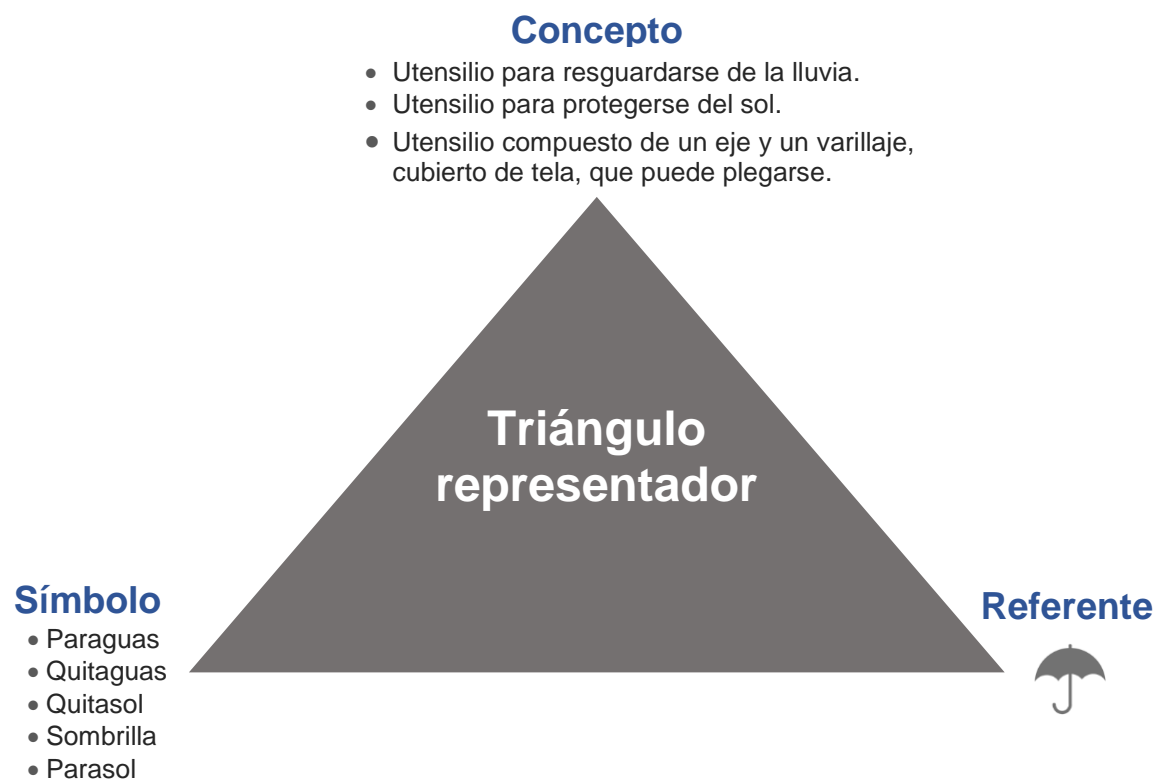 Concepto
• Utensilio para resguardarse de la lluvia.
• Utensilio para protegerse del sol.
• Utensilio compuesto de un eje y un varillaje,
cubierto de tela, que puede plegarse.
Triángulo
representador
Símbolo
• Paraguas
• Quitaguas
• Quitasol
• Sombrilla
• Parasol
Referente